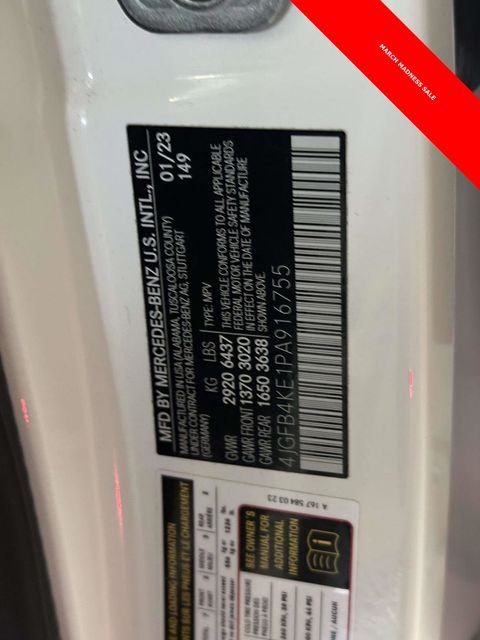 MARCH MADNESS SALE
MFD BY MERCEDES-BENZ U.S. INTL., INC
MANUFACTURED IN USA (ALABAMA, TUSCALOOSA COUNTY)
UNDER CONTRACT FOR MERCEDES-BENZ AG, STUTTGART
(GERMANY)
01/23
149
KG LBS
GVWR 2920 6437
GAWR FRONT 1370 3020
GAWR REAR 1650 3638
TYPE: MPV
THIS VEHICLE CONFORMS TO ALL APPLICABLE
FEDERAL MOTOR VEHICLE SAFETY STANDARDS
IN EFFECT ON THE DATE OF MANUFACTURE
SHOWN ABOVE.
4JGFB4KE1PA916755
A 167 584 03 23
SEE OWNER'S
MANUAL FOR
ADDITIONAL
INFORMATION